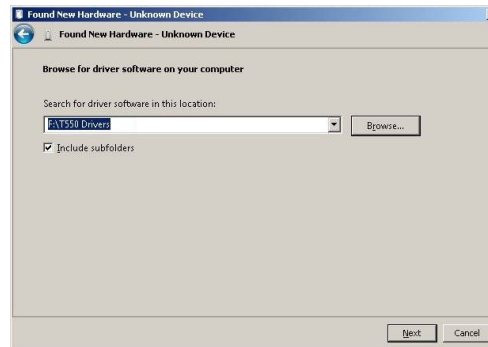 Found New Hardware - Unknown Device
Found New Hardware - Unknown Device
Browse for driver software on your computer
Search for driver software in this location:
F:\T550 Drivers
Browse...
Include subfolders
Next
Cancel